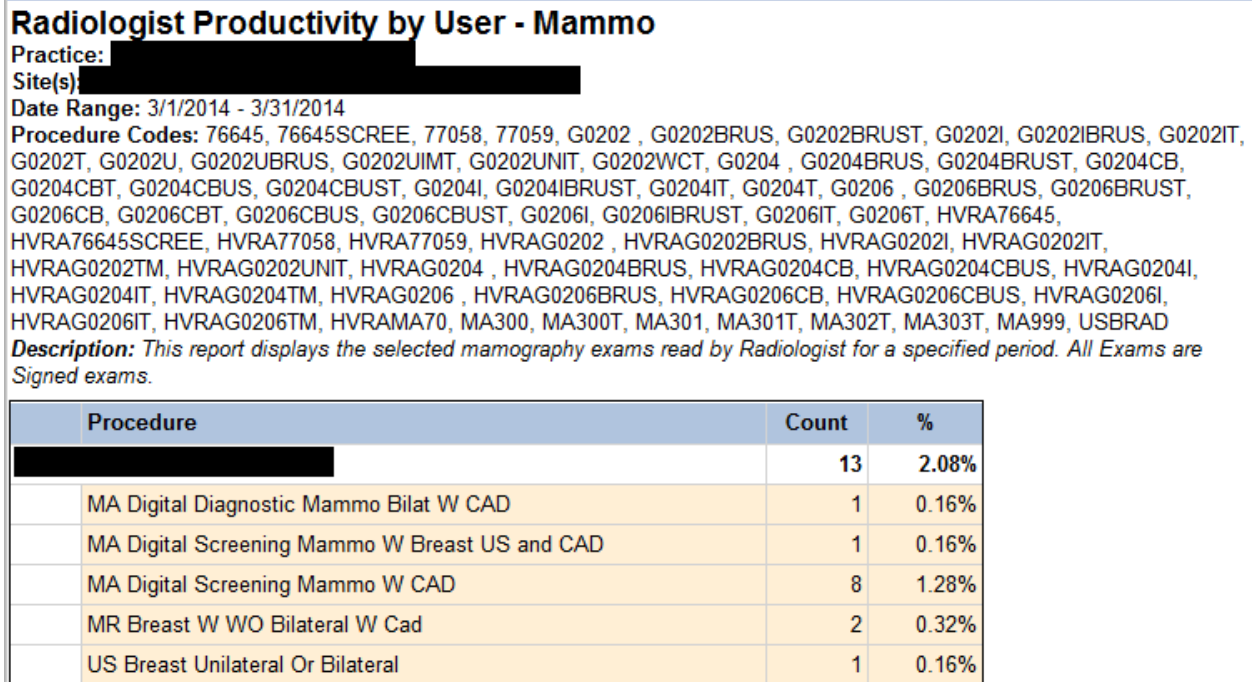 Radiologist Productivity by User - Mammo
Practice:
Site(s):
Date Range: 3/1/2014 - 3/31/2014
Procedure Codes: 76645, 76645SCREE, 77058, 77059, G0202 , G0202BRUS, G0202BRUST, G0202I, G0202IBRUS, G0202IT,
G0202T, G0202U, G0202UBRUS, G0202UIMT, G0202UNIT, G0202WCT, G0204 , G0204BRUS, G0204BRUST, G0204CB,
G0204CBT, G0204CBUS, G0204CBUST, G0204I, G0204IBRUST, G0204IT, G0204T, G0206 , G0206BRUS, G0206BRUST,
G0206CB, G0206CBT, G0206CBUS, G0206CBUST, G0206I, G0206IBRUST, G0206IT, G0206T, HVRA76645,
HVRA76645SCREE, HVRA77058, HVRA77059, HVRAG0202 , HVRAG0202BRUS, HVRAG0202I, HVRAG0202IT,
HVRAG0202TM, HVRAG0202UNIT, HVRAG0204 , HVRAG0204BRUS, HVRAG0204CB, HVRAG0204CBUS, HVRAG0204I,
HVRAG0204IT, HVRAG0204TM, HVRAG0206 , HVRAG0206BRUS, HVRAG0206CB, HVRAG0206CBUS, HVRAG0206I,
HVRAG0206IT, HVRAG0206TM, HVRAMA70, MA300, MA300T, MA301, MA301T, MA302T, MA303T, MA999, USBRAD
Description: This report displays the selected mamography exams read by Radiologist for a specified period. All Exams are
Signed exams.
Procedure Count %
13 2.08%
MA Digital Diagnostic Mammo Bilat W CAD 1 0.16%
MA Digital Screening Mammo W Breast US and CAD 1 0.16%
MA Digital Screening Mammo W CAD 8 1.28%
MR Breast W WO Bilateral W Cad 2 0.32%
US Breast Unilateral Or Bilateral 1 0.16%